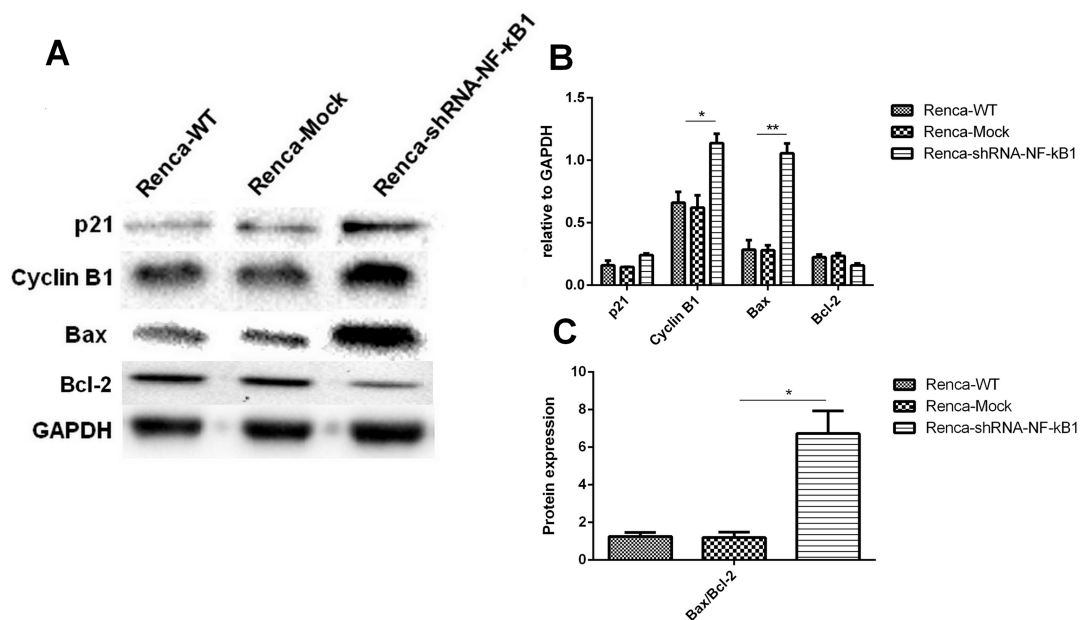 A
Renca-WT
Renca-Mock
Renca-shRNA-NF-κB1
p21
Cyclin B1
Bax
Bcl-2
GAPDH
B
relative to GAPDH
1.5
1.0
0.5
0.0
*
**
p21
Cyclin B1
Bax
Bcl-2
Renca-WT
Renca-Mock
Renca-shRNA-NF-kB1
C
Protein expression
10
8
6
4
2
0
*
Bax/Bcl-2
Renca-WT
Renca-Mock
Renca-shRNA-NF-kB1